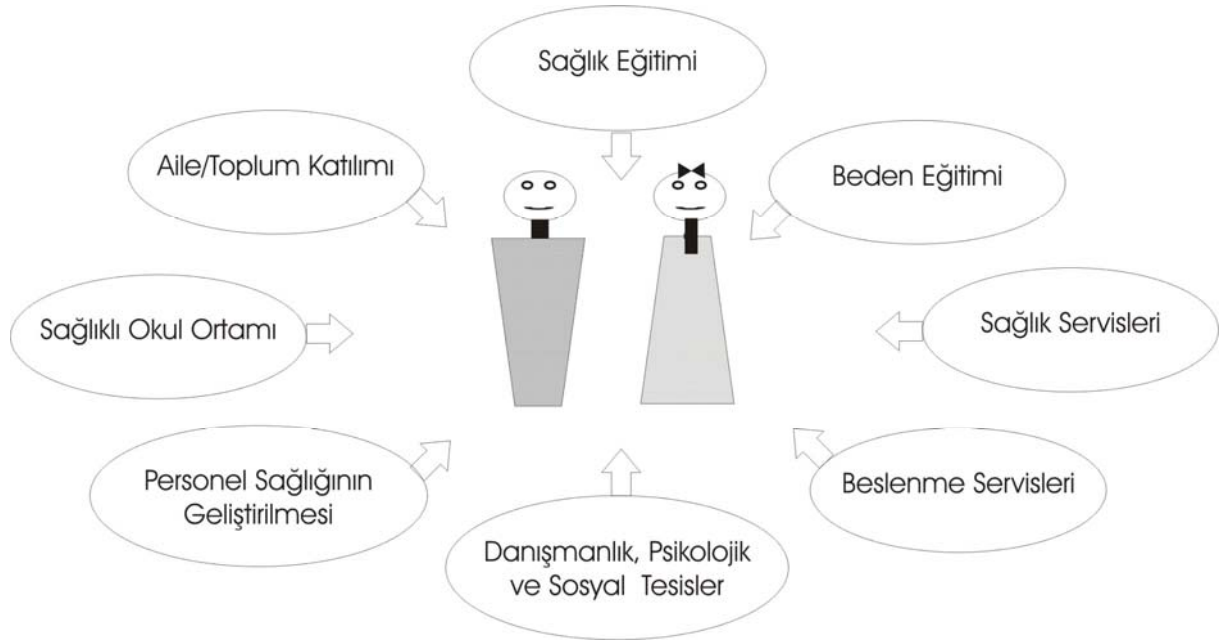 Sağlık Eğitimi
Aile/Toplum Katılımı
Beden Eğitimi
Sağlıklı Okul Ortamı
Sağlık Servisleri
Personel Sağlığının
Geliştirilmesi
Beslenme Servisleri
Danışmanlık, Psikolojik
ve Sosyal Tesisler